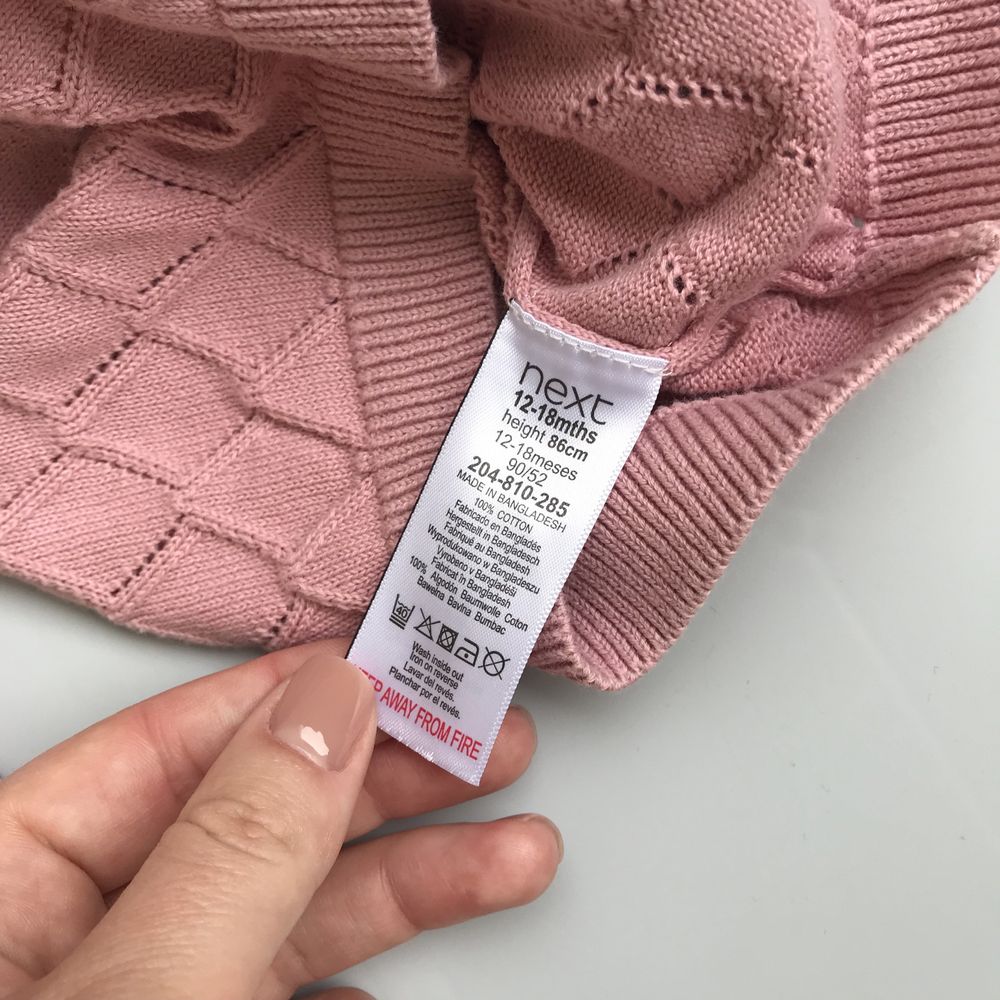 next
12-18mths
height 86cm
12-18meses
90/52
204-810-285
MADE IN BANGLADESH
100% COTTON
Fabricado en Bangladés
Hergestellt in Bangladesch
Fabriqué au Bangladesh
Wyprodukowano w Bangladeszu
Vyrobeno v Bangladéši
Fabricat în Bangladesh
100% Algodón Baumwolle Coton
Bawełna Bavlna Bumbac
40
Wash inside out
Iron on reverse
Lavar del revés.
Planchar por el revés.
AWAY FROM FIRE